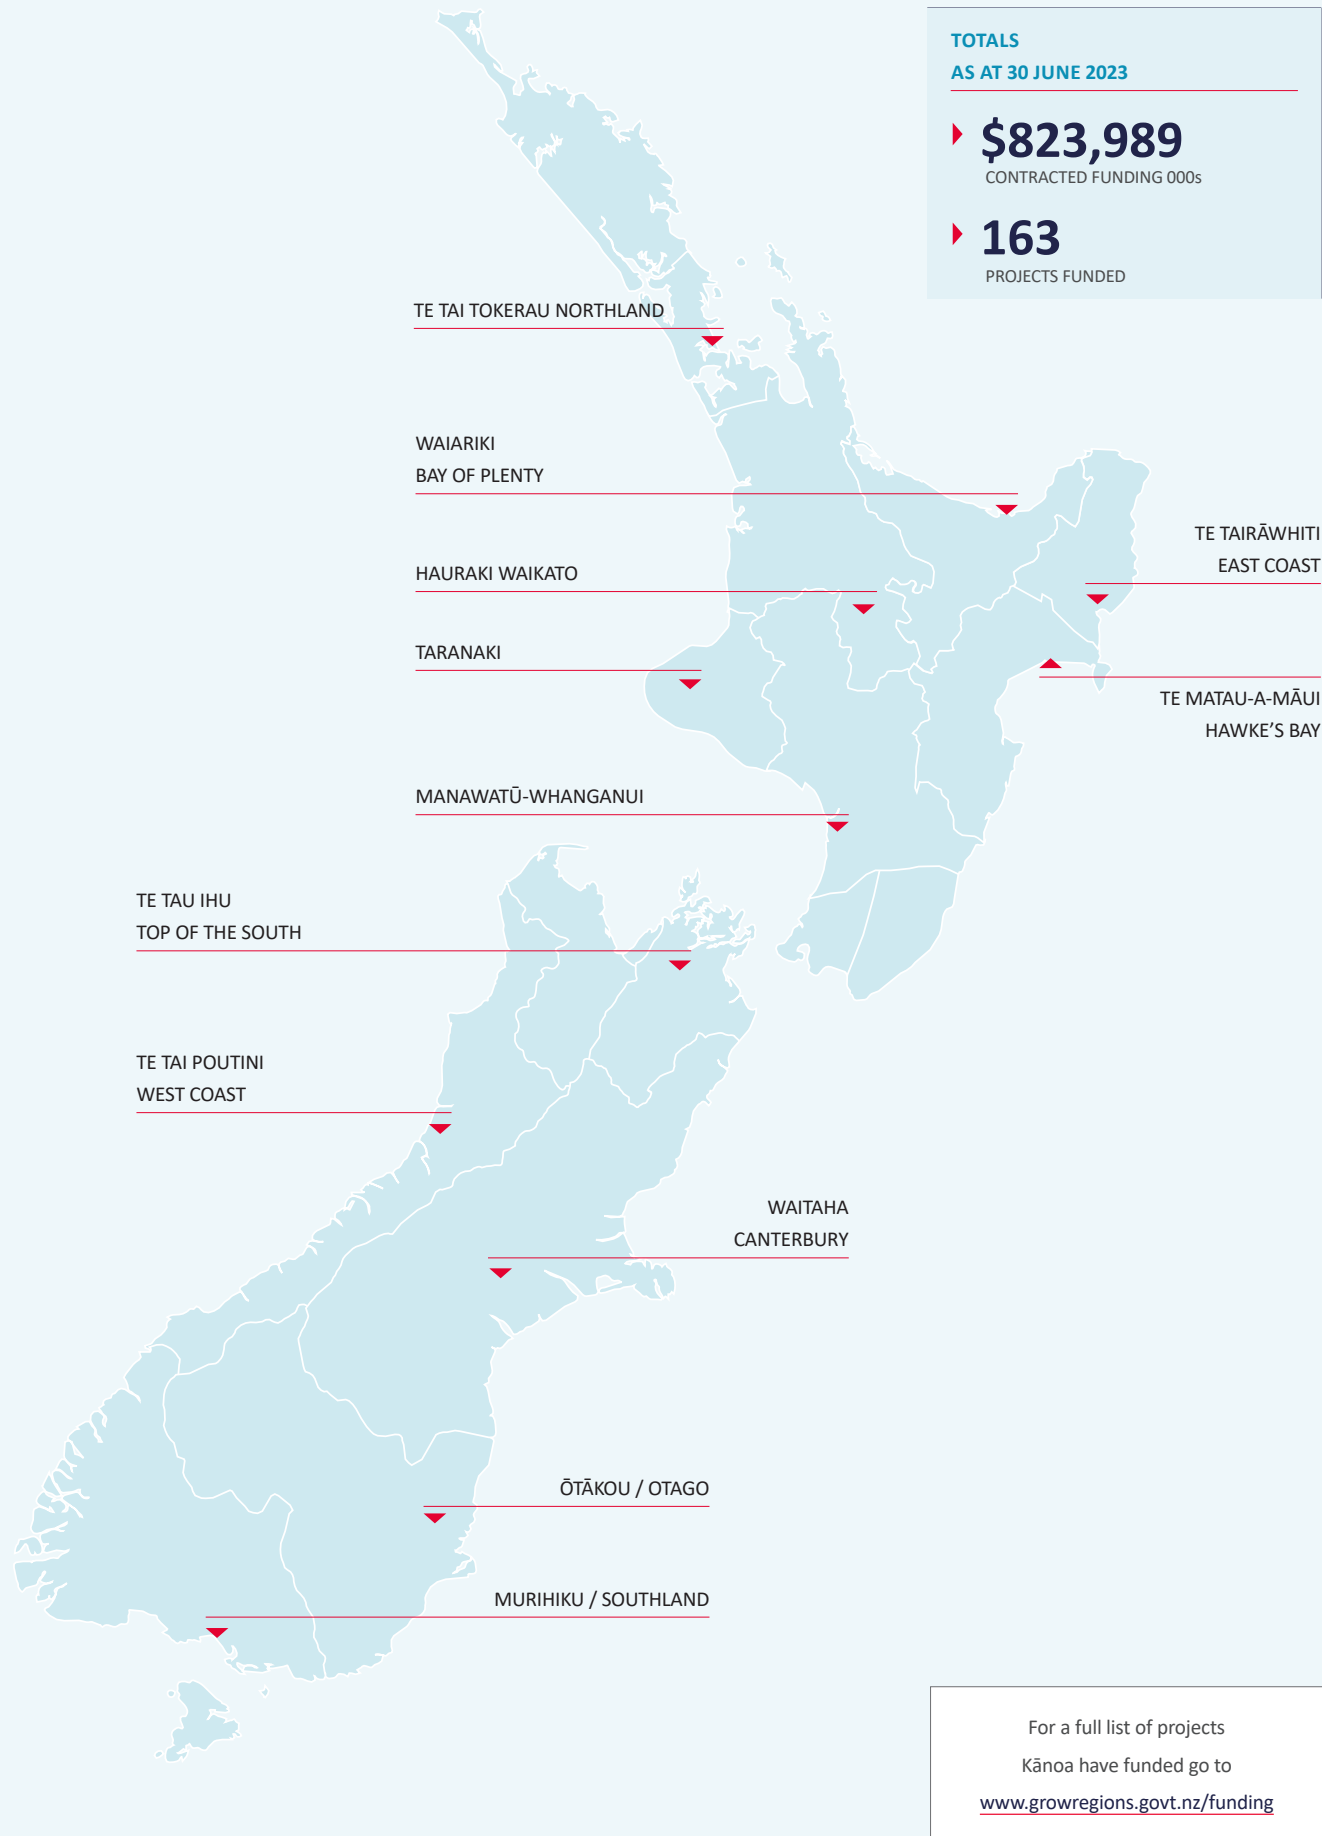 TOTALS
AS AT 30 JUNE 2023
$823,989
CONTRACTED FUNDING 000s
163
PROJECTS FUNDED
TE TAI TOKERAU NORTHLAND
WAIARIKI
BAY OF PLENTY
TE TAIRĀWHITI
EAST COAST
HAURAKI WAIKATO
TARANAKI
TE MATAU-A-MĀUI
HAWKE’S BAY
MANAWATŪ-WHANGANUI
TE TAU IHU
TOP OF THE SOUTH
TE TAI POUTINI
WEST COAST
WAITAHA
CANTERBURY
ŌTĀKOU / OTAGO
MURIHIKU / SOUTHLAND
For a full list of projects
Kānoa have funded go to
www.growregions.govt.nz/funding